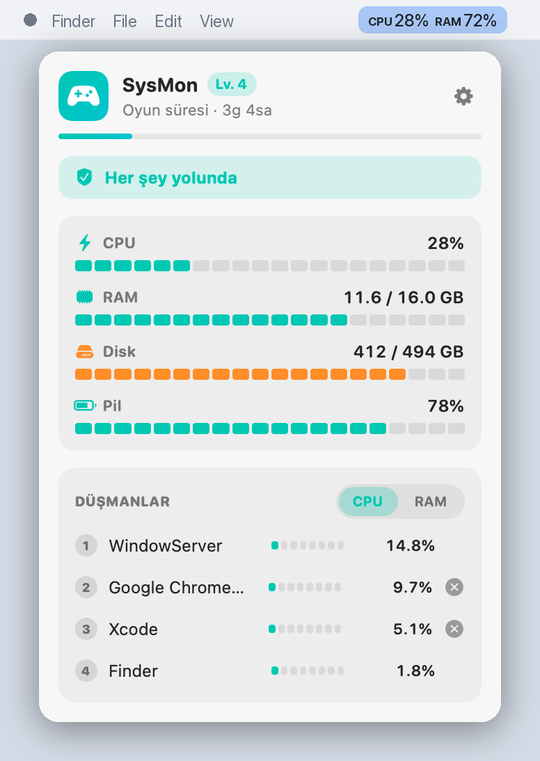 Finder File Edit View CPU 28% RAM 72%
SysMon Lv. 4
Oyun süresi · 3g 4sa
Her şey yolunda
CPU 28%
RAM 11.6 / 16.0 GB
Disk 412 / 494 GB
Pil 78%
DÜŞMANLAR CPU RAM
1 WindowServer 14.8%
2 Google Chrome... 9.7%
3 Xcode 5.1%
4 Finder 1.8%